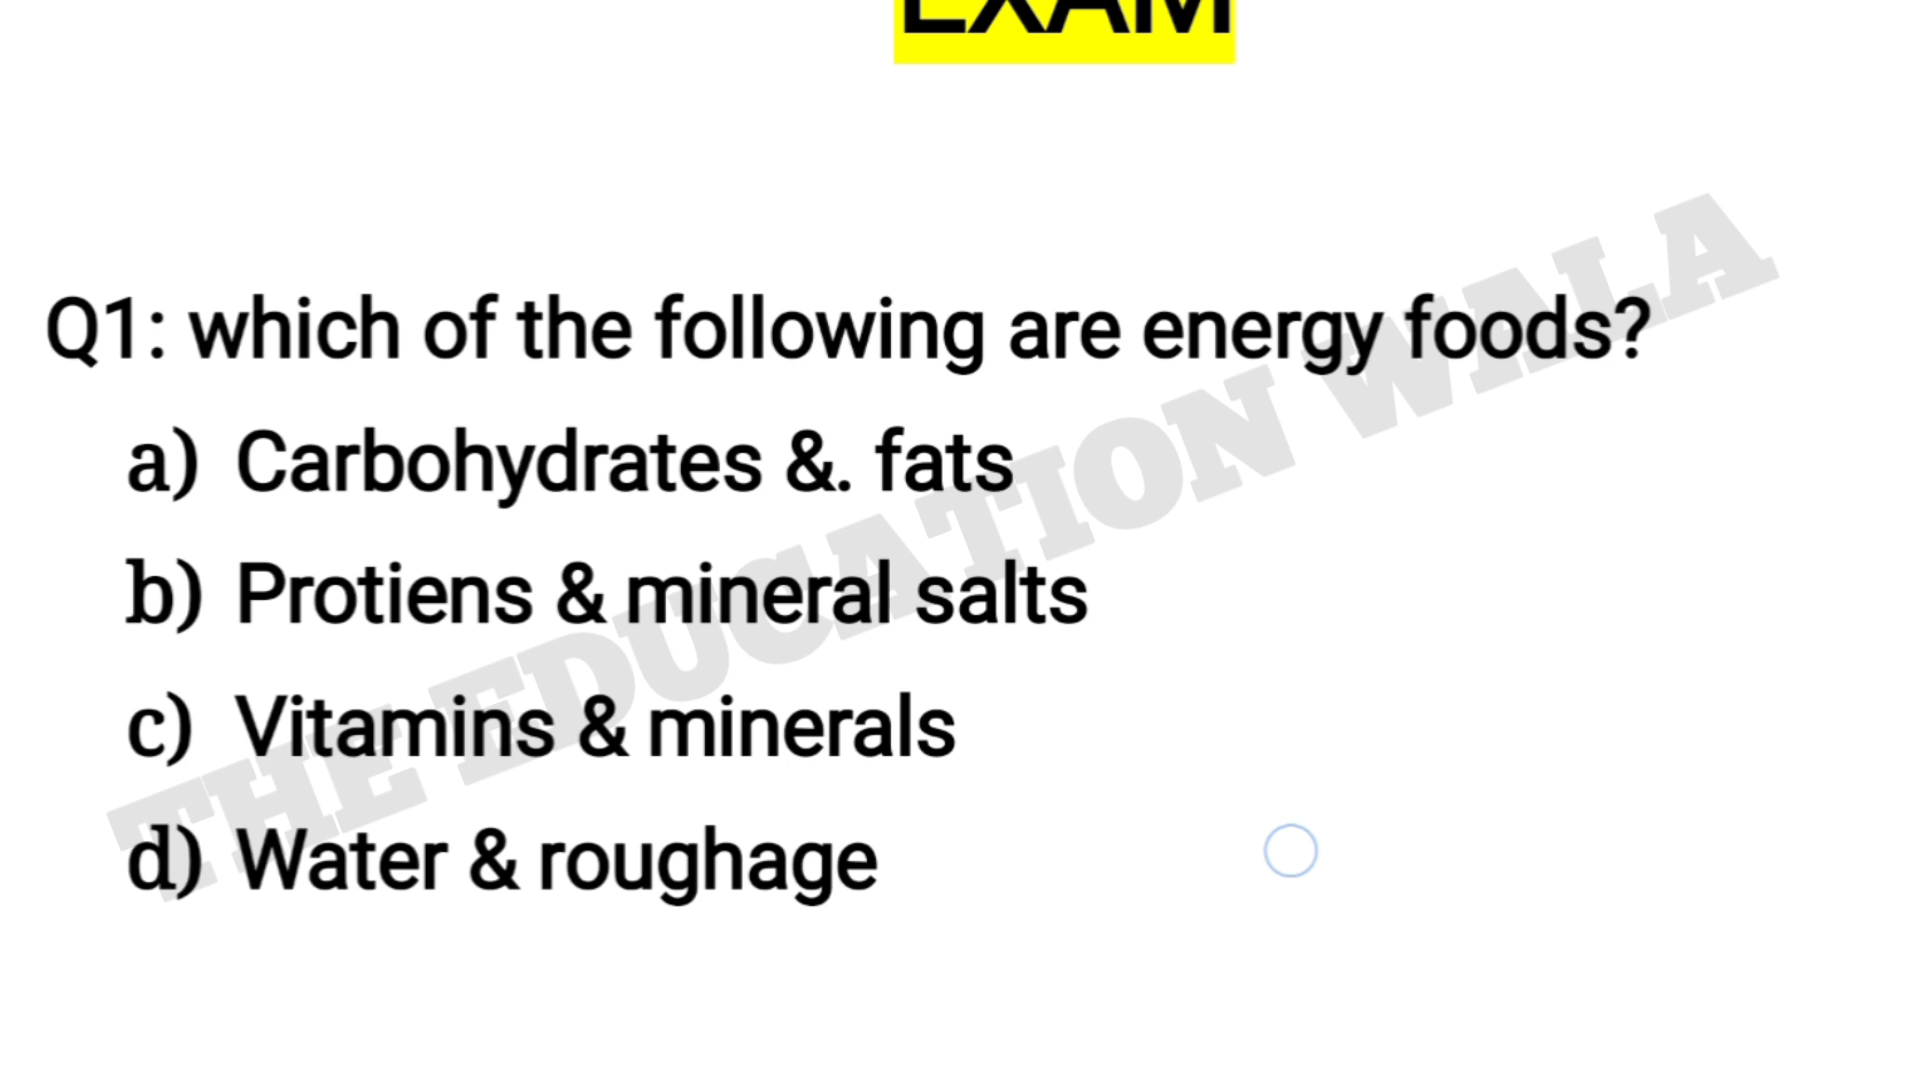 EXAM
Q1: which of the following are energy foods?
a) Carbohydrates &. fats
b) Protiens & mineral salts
c) Vitamins & minerals
d) Water & roughage
THE EDUCATION WALA